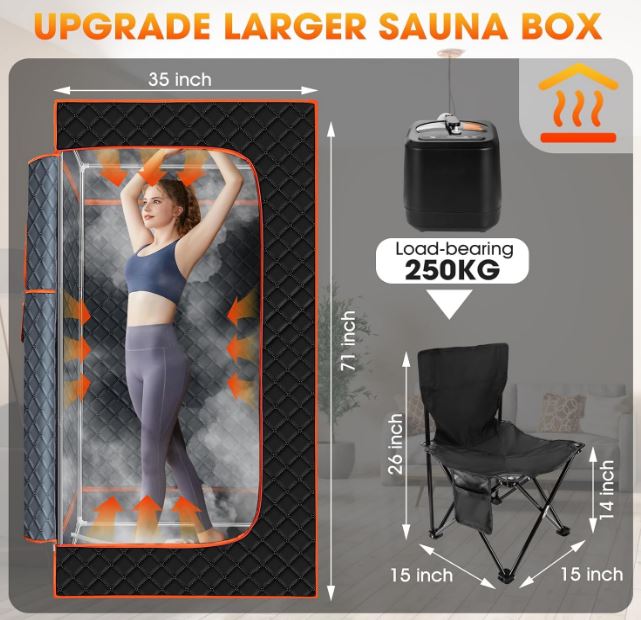 UPGRADE LARGER SAUNA BOX
35 inch
71 inch
Load-bearing
250KG
26 inch
14 inch
15 inch
15 inch